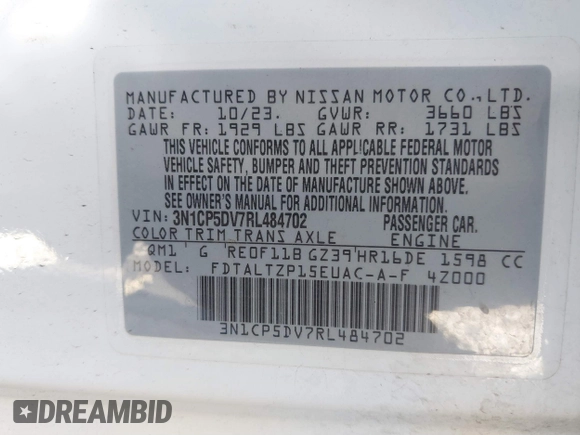 MANUFACTURED BY NISSAN MOTOR CO.,LTD.
DATE: 10/23. GVWR: 3660 LBS
GAWR FR: 1929 LBS GAWR RR: 1731 LBS
THIS VEHICLE CONFORMS TO ALL APPLICABLE FEDERAL MOTOR
VEHICLE SAFETY, BUMPER AND THEFT PREVENTION STANDARDS
IN EFFECT ON THE DATE OF MANUFACTURE SHOWN ABOVE.
SEE OWNER'S MANUAL FOR ADDITIONAL INFORMATION.
VIN: 3N1CP5DV7RL484702 PASSENGER CAR.
COLOR TRIM TRANS AXLE ENGINE
QM1 G RE0F11B GZ39 HR16DE 1598 CC
MODEL: FDTALTZP15EUAC-A-F 4Z000
3N1CP5DV7RL484702
DREAMBID